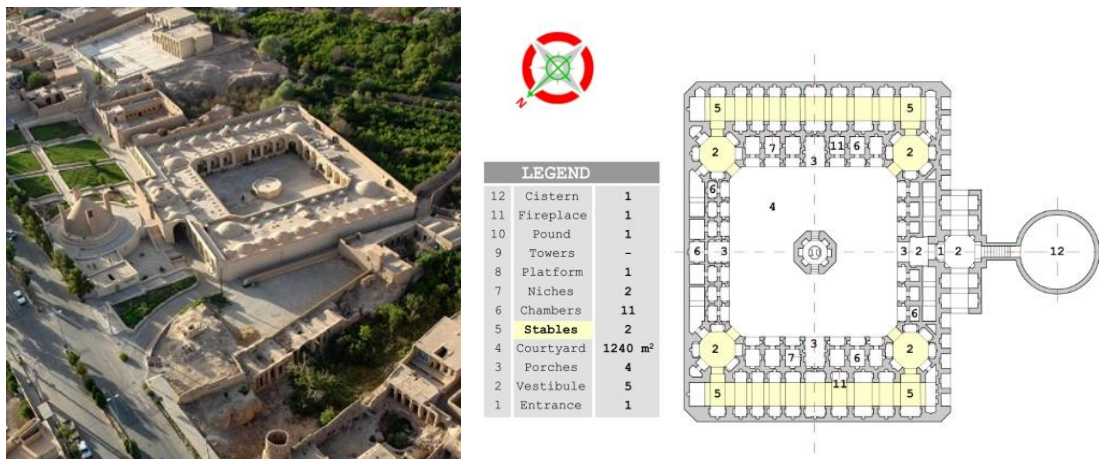 N
LEGEND
12 Cistern 1
11 Fireplace 1
10 Pound 1
9 Towers -
8 Platform 1
7 Niches 2
6 Chambers 11
5 Stables 2
4 Courtyard 1240 m²
3 Porches 4
2 Vestibule 5
1 Entrance 1
5 5
2 2
7 3 11 6
6
4
6 3 10 3 2 1 2 12
6
2 7 3 6 2
11
5 5